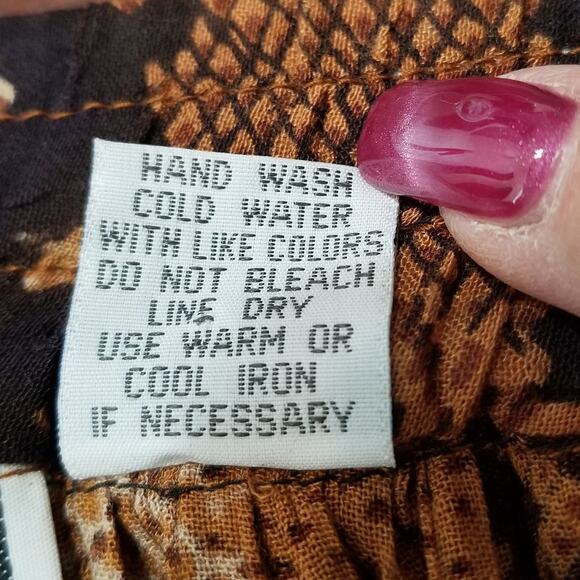 HAND WASH
COLD WATER
WITH LIKE COLORS
DO NOT BLEACH
LINE DRY
USE WARM OR
COOL IRON
IF NECESSARY